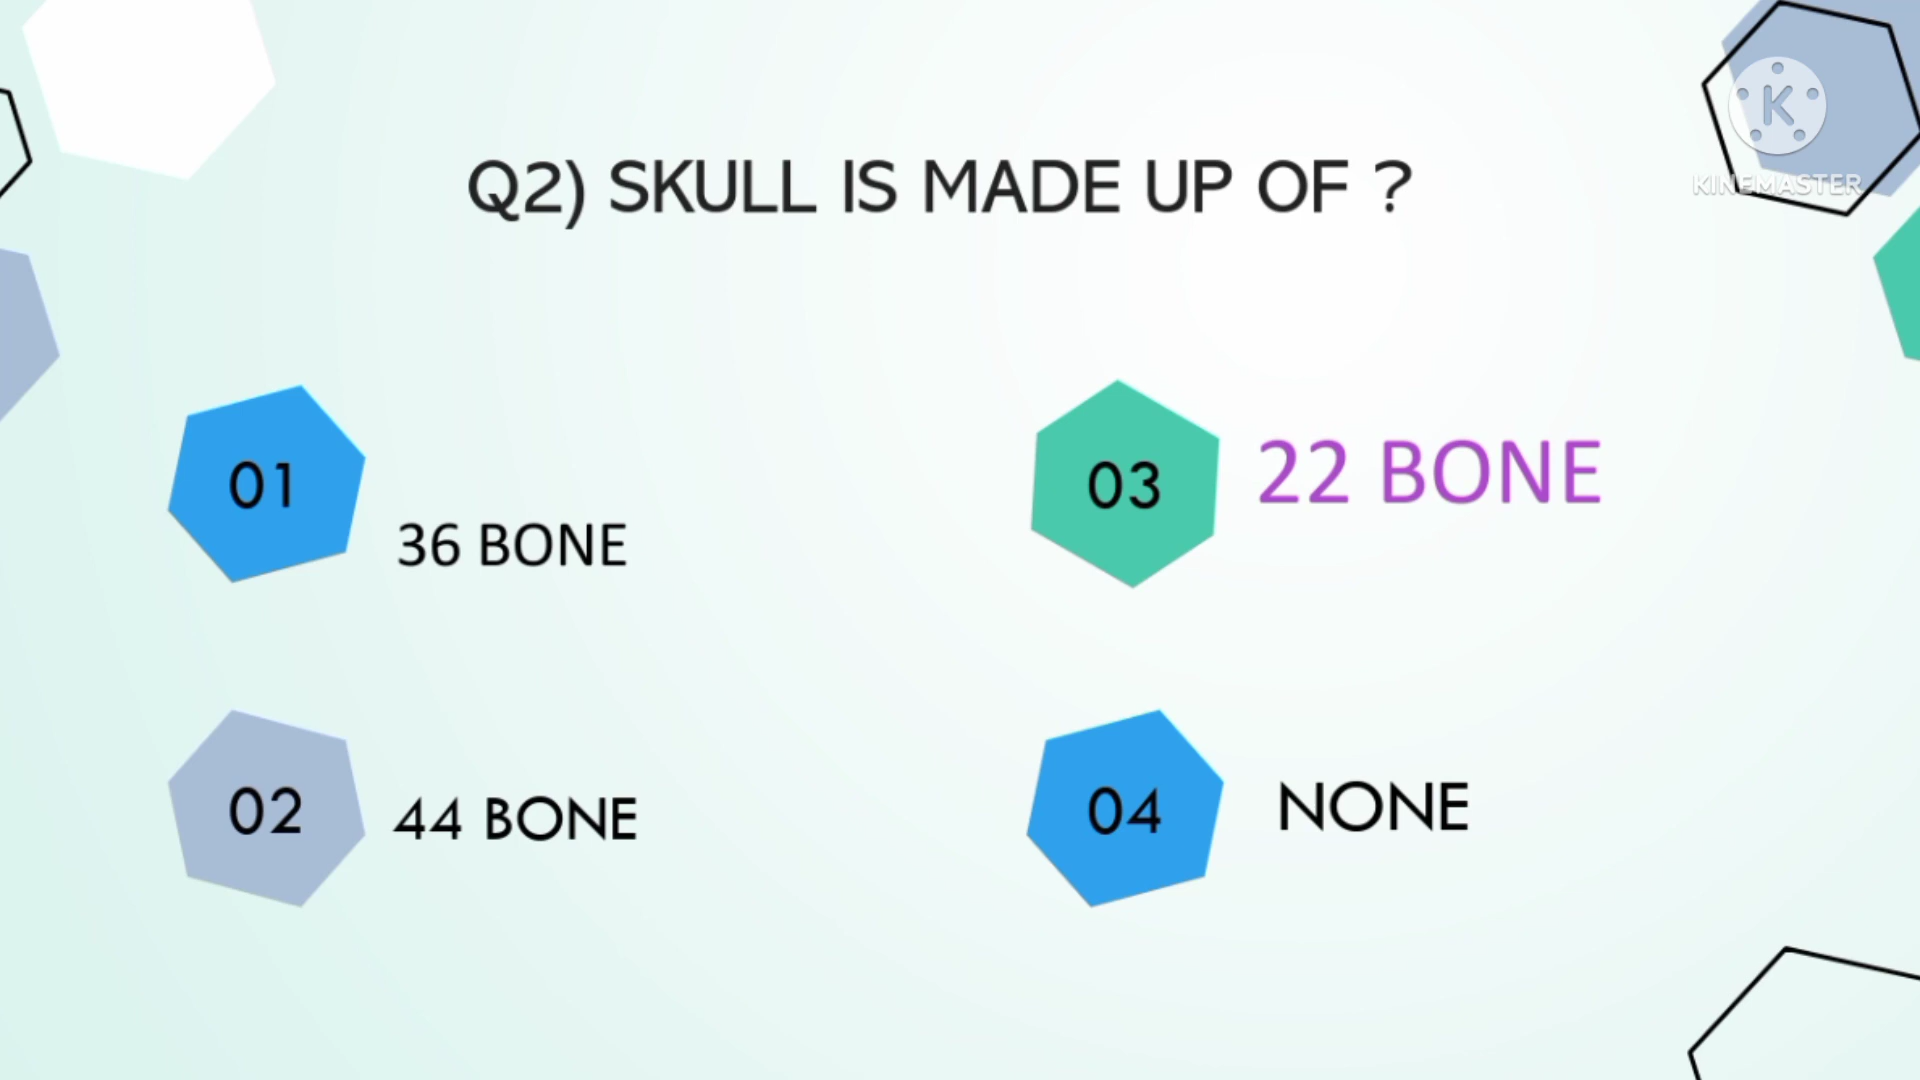 Q2) SKULL IS MADE UP OF ?
K
KINEMASTER
01
36 BONE
02
44 BONE
03
22 BONE
04
NONE